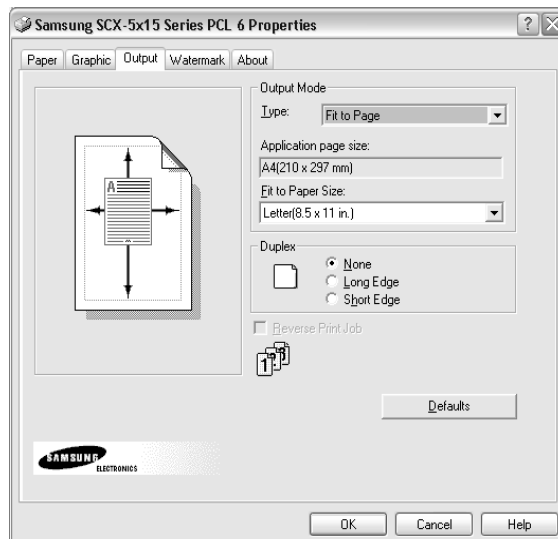 Samsung SCX-5x15 Series PCL 6 Properties
Paper Graphic Output Watermark About
Output Mode
Type: Fit to Page
Application page size:
A4(210 x 297 mm)
Fit to Paper Size:
Letter(8.5 x 11 in.)
Duplex
None
Long Edge
Short Edge
Reverse Print Job
A
1
Defaults
SAMSUNG
ELECTRONICS
OK Cancel Help